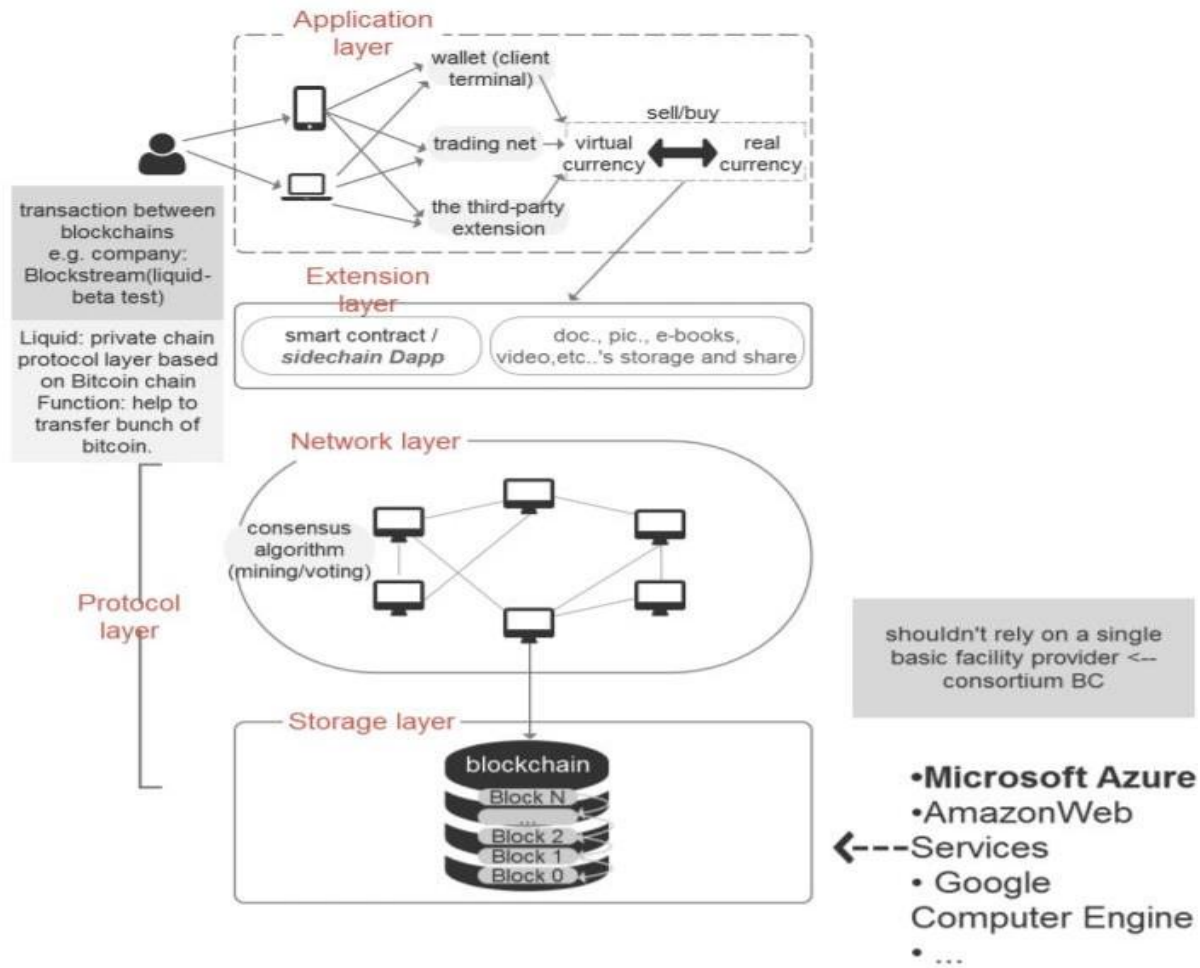 Application
layer
wallet (client
terminal)
sell/buy
trading net
virtual
currency
real
currency
the third-party
extension
transaction between
blockchains
e.g. company:
Blockstream(liquid-
beta test)
Liquid: private chain
protocol layer based
on Bitcoin chain
Function: help to
transfer bunch of
bitcoin.
Extension
layer
smart contract /
sidechain Dapp
doc., pic., e-books,
video,etc..'s storage and share
Network layer
consensus
algorithm
(mining/voting)
Protocol
layer
shouldn't rely on a single
basic facility provider <--
consortium BC
Storage layer
blockchain
Block N
...
Block 2
Block 1
Block 0
•Microsoft Azure
•AmazonWeb
Services
• Google
Computer Engine
• ...